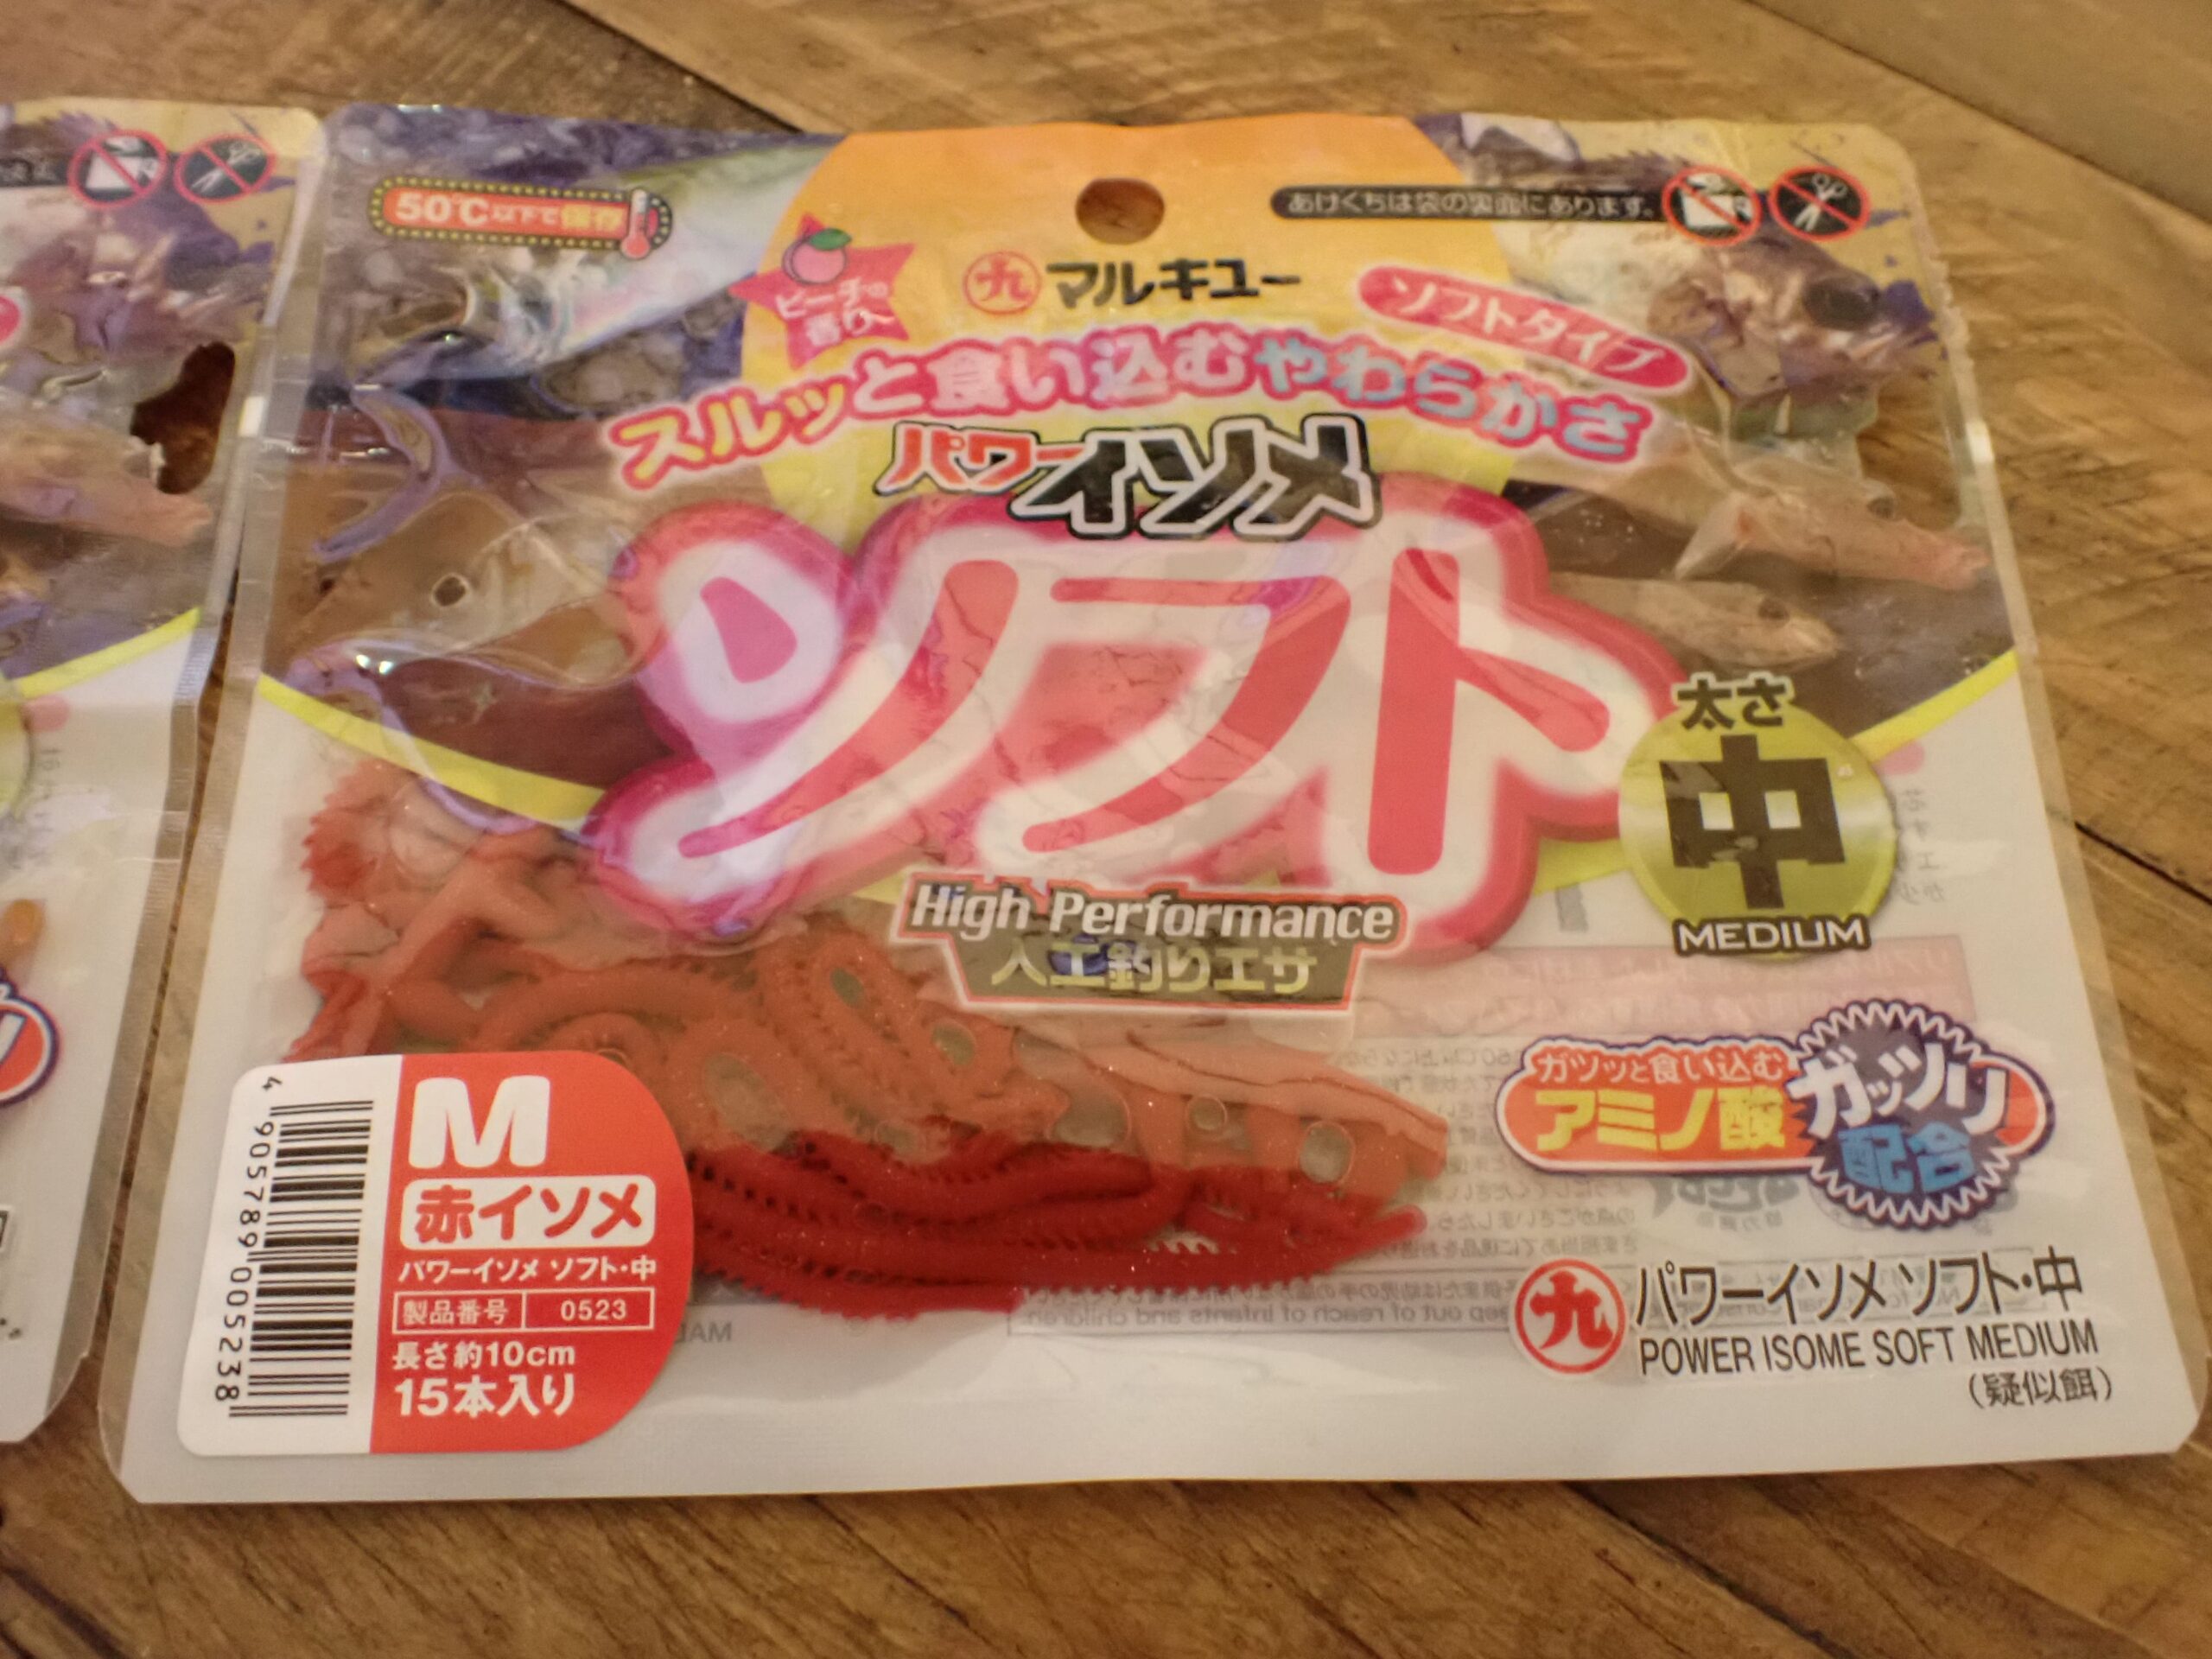 50℃以下で保存
あけくちは袋の裏面にあります。
ピーチの
香り
九 マルキユー
ソフトタイプ
スルッと食い込むやわらかさ
パワーイソメ
ソフト
太さ
中
MEDIUM
High Performance
人工釣りエサ
ガツッと食い込む
アミノ酸
ガッツリ
配合
M
赤イソメ
パワーイソメ ソフト・中
製品番号 0523
長さ約10cm
15本入り
4 905789 005238
九 パワーイソメ ソフト・中
POWER ISOME SOFT MEDIUM
(疑似餌)